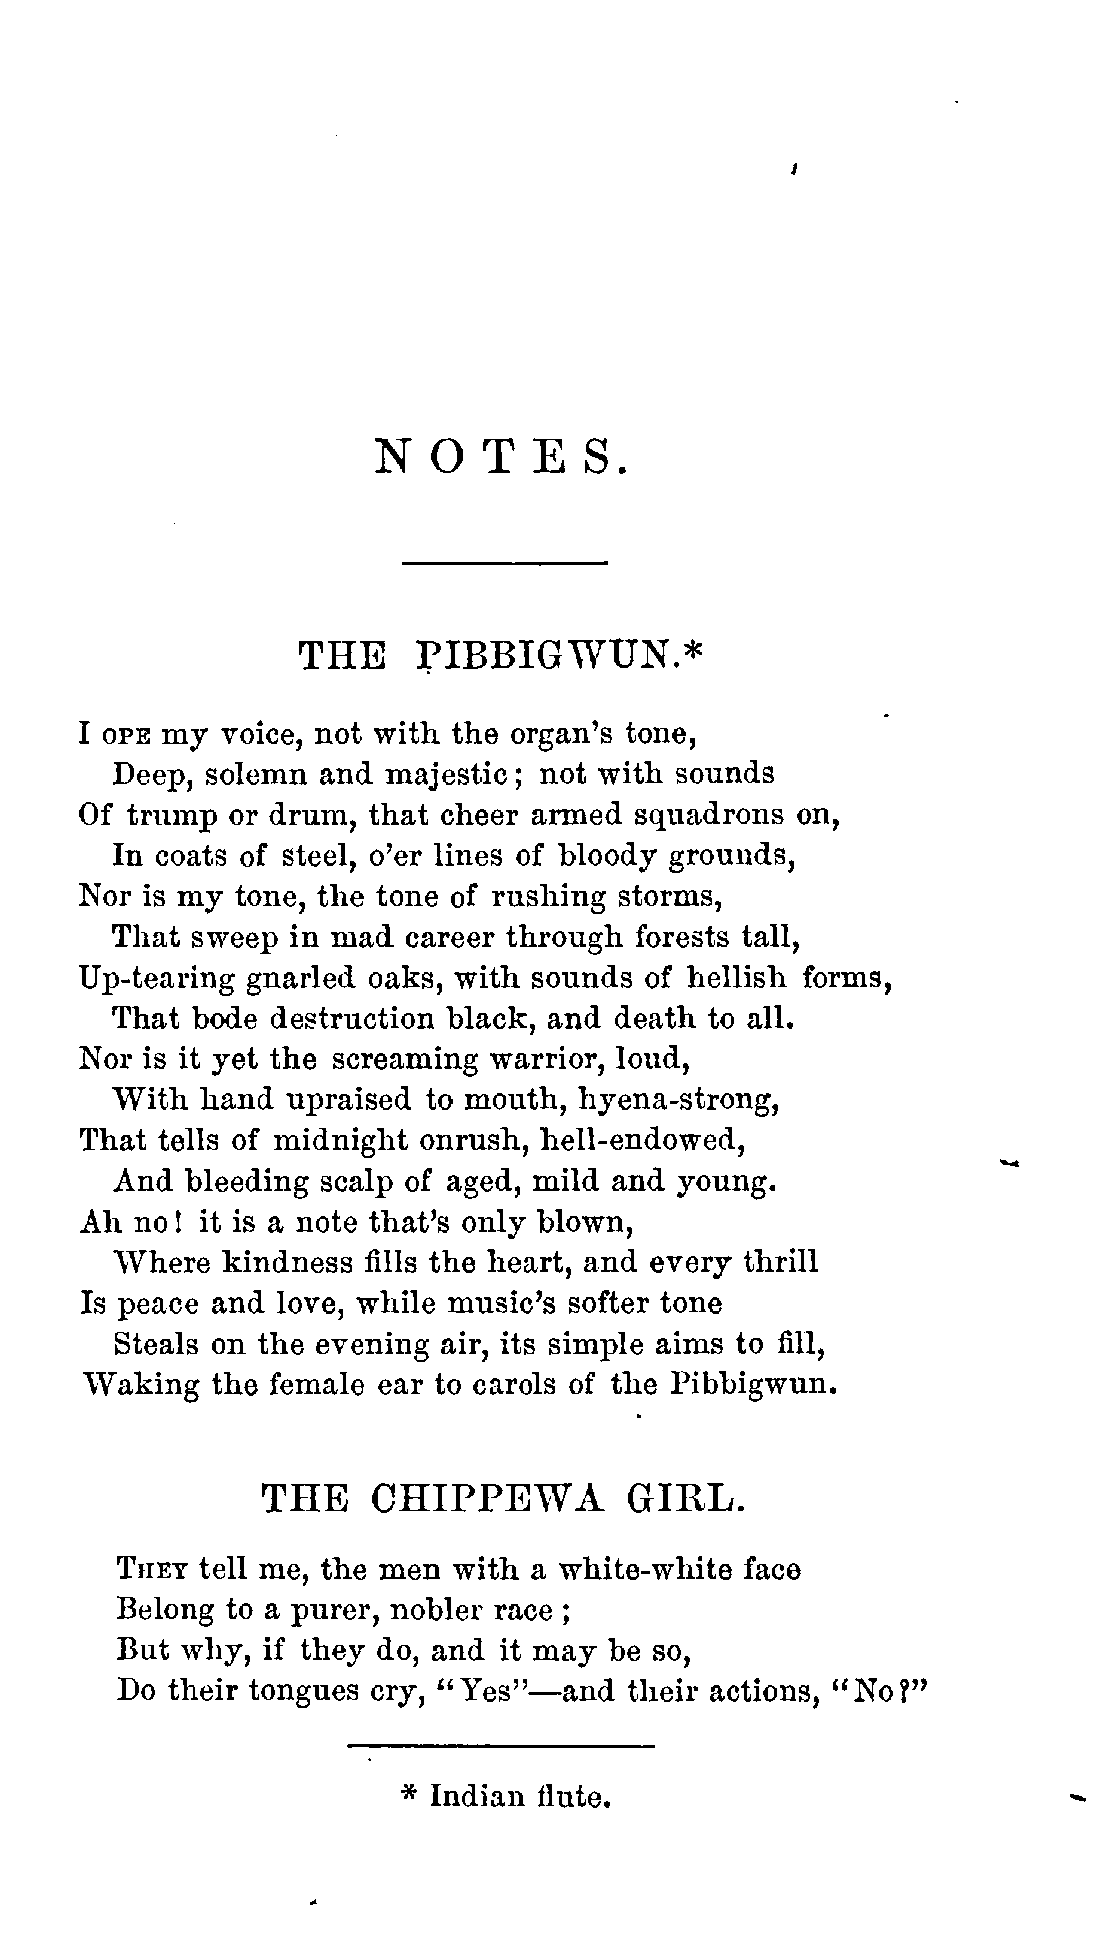 NOTES.
THE PIBBIGWUN.*
I OPE my voice, not with the organ's tone,
Deep, solemn and majestic; not with sounds
Of trump or drum, that cheer armed squadrons on,
In coats of steel, o'er lines of bloody grounds,
Nor is my tone, the tone of rushing storms,
That sweep in mad career through forests tall,
Up-tearing gnarled oaks, with sounds of hellish forms,
That bode destruction black, and death to all.
Nor is it yet the screaming warrior, loud,
With hand upraised to mouth, hyena-strong,
That tells of midnight onrush, hell-endowed,
And bleeding scalp of aged, mild and young.
Ah no! it is a note that's only blown,
Where kindness fills the heart, and every thrill
Is peace and love, while music's softer tone
Steals on the evening air, its simple aims to fill,
Waking the female ear to carols of the Pibbigwun.
THE CHIPPEWA GIRL.
THEY tell me, the men with a white-white face
Belong to a purer, nobler race;
But why, if they do, and it may be so,
Do their tongues cry, "Yes"—and their actions, "No?"
* Indian flute.